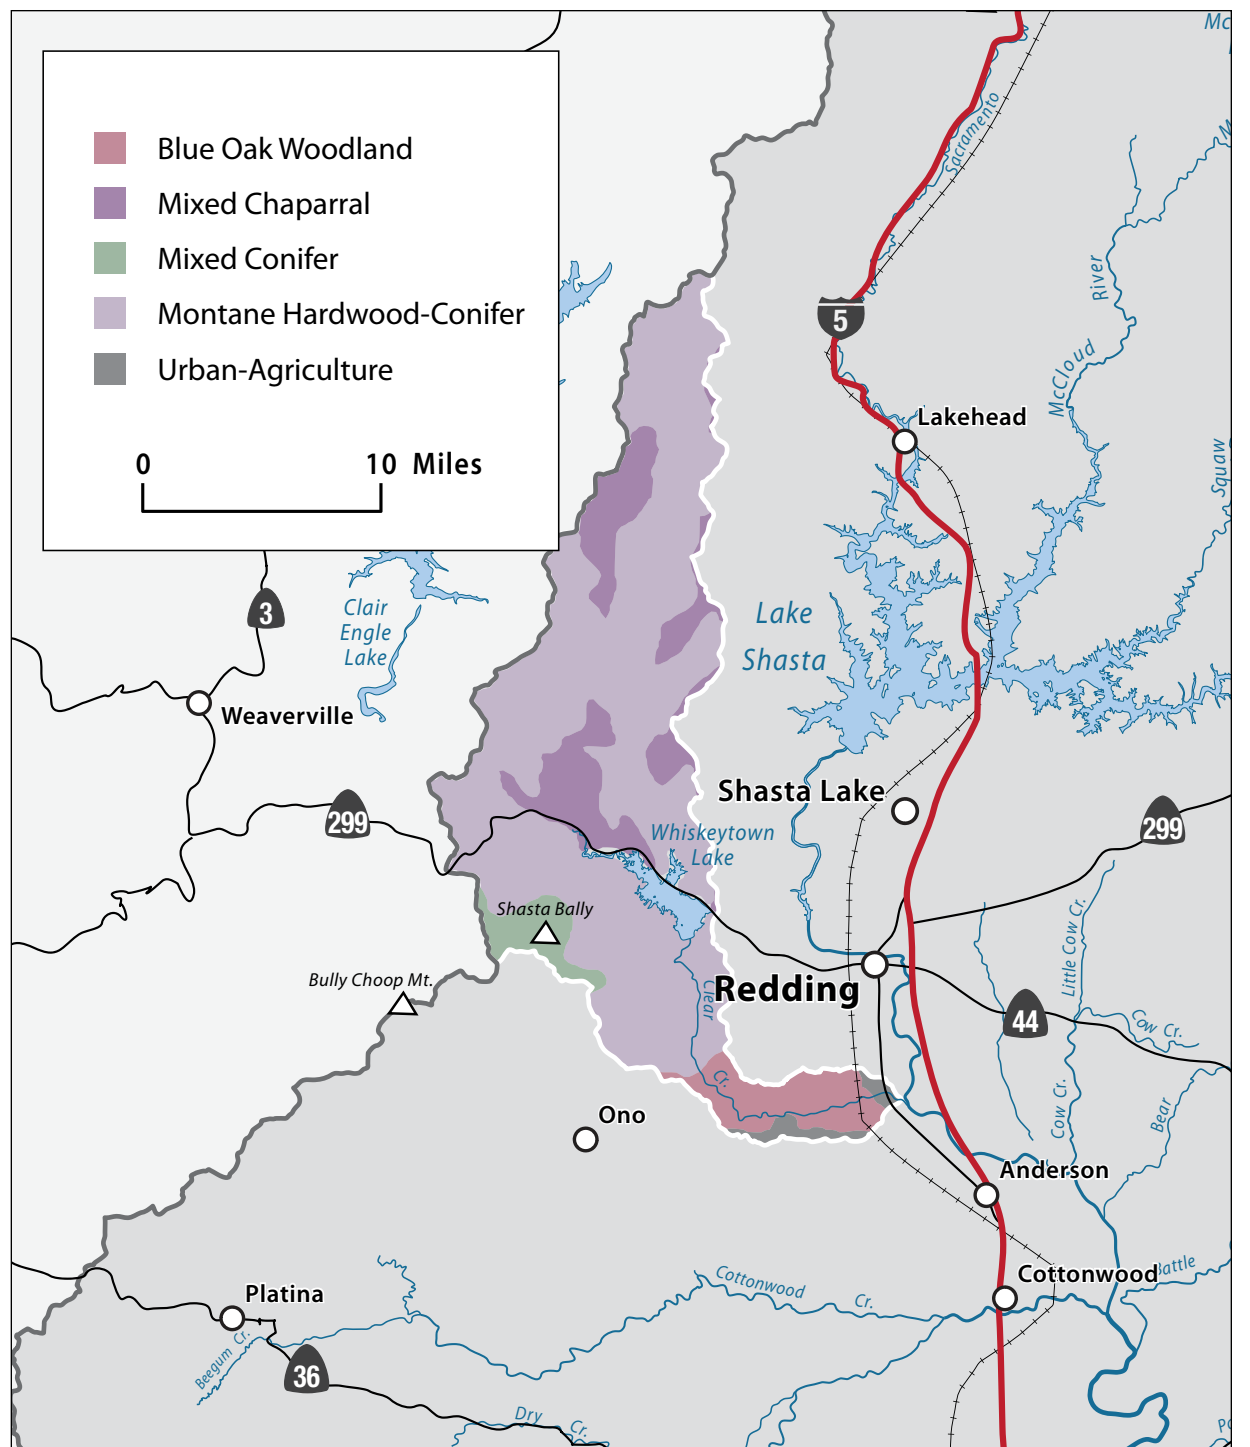 Mc
Blue Oak Woodland
Mixed Chaparral
Mixed Conifer
Montane Hardwood-Conifer
Urban-Agriculture
0
10 Miles
Sacramento
River
McCloud
5
Lakehead
Squaw
3
Clair
Engle
Lake
Lake
Shasta
Weaverville
299
Shasta Lake
299
Whiskeytown
Lake
Shasta Bally
Little Cow Cr.
Bully Choop Mt.
Redding
Clear
Cr.
44
Cow Cr.
Cow Cr.
Bear
Ono
Anderson
Cottonwood
Battle
Platina
Cottonwood
Cr.
Beegum Cr.
36
Dry
Cr.